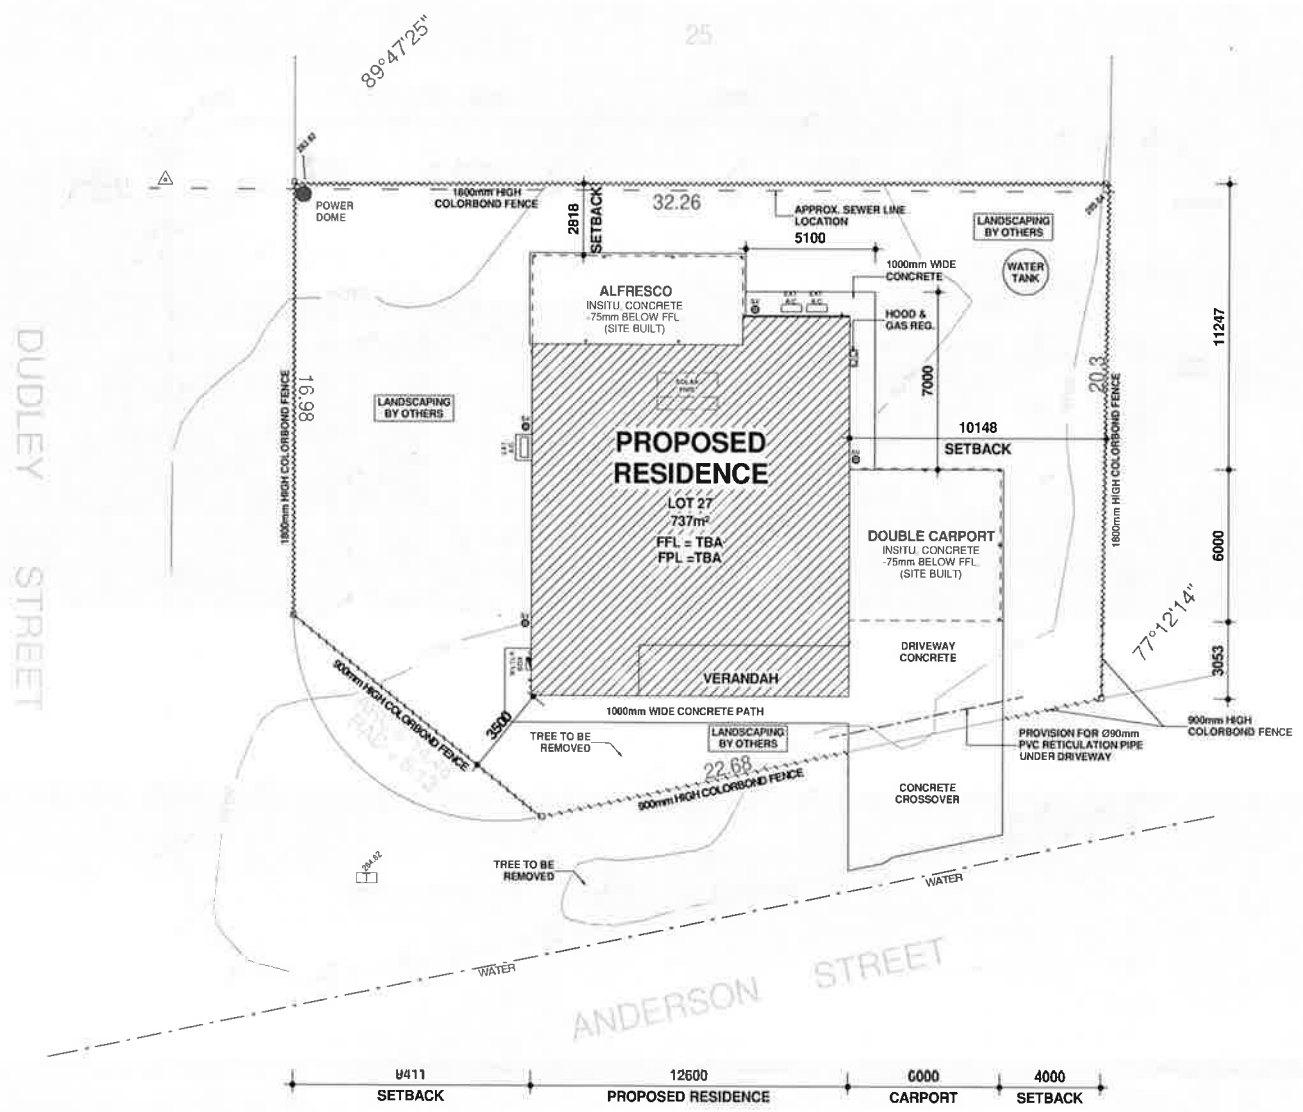 25
89°47'25"
283.82
POWER
DOME
1800mm HIGH
COLORBOND FENCE
2818
SETBACK
32.26
APPROX. SEWER LINE
LOCATION
5100
LANDSCAPING
BY OTHERS
WATER
TANK
1000mm WIDE
CONCRETE
HOOD &
GAS REG.
ALFRESCO
INSITU, CONCRETE
-75mm BELOW FFL
(SITE BUILT)
EXT
A/C
EXT
A/C
11247
7000
20.3
1800mm HIGH COLORBOND FENCE
16.98
1800mm HIGH COLORBOND FENCE
LANDSCAPING
BY OTHERS
DUDLEY STREET
PROPOSED
RESIDENCE
LOT 27
737m²
FFL = TBA
FPL =TBA
10148
SETBACK
DOUBLE CARPORT
INSITU, CONCRETE
-75mm BELOW FFL
(SITE BUILT)
6000
77°12'14"
3053
DRIVEWAY
CONCRETE
VERANDAH
1000mm WIDE CONCRETE PATH
900mm HIGH COLORBOND FENCE
3500
TREE TO BE
REMOVED
LANDSCAPING
BY OTHERS
22.68
900mm HIGH COLORBOND FENCE
PROVISION FOR Ø90mm
PVC RETICULATION PIPE
UNDER DRIVEWAY
900mm HIGH
COLORBOND FENCE
CONCRETE
CROSSOVER
TREE TO BE
REMOVED
284.82
T
WATER
WATER
ANDERSON STREET
9411
SETBACK
12600
PROPOSED RESIDENCE
6000
CARPORT
4000
SETBACK